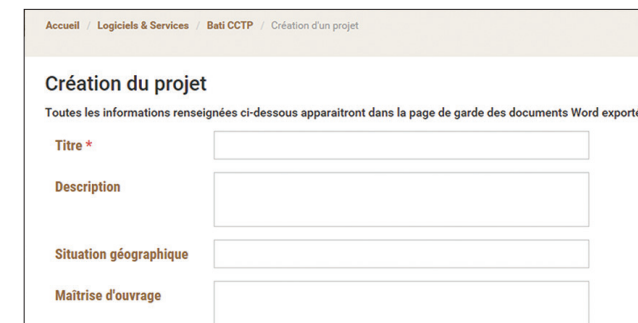 Accueil / Logiciels & Services / Bati CCTP / Création d'un projet
Création du projet
Toutes les informations renseignées ci-dessous apparaitront dans la page de garde des documents Word
Titre *
Description
Situation géographique
Maîtrise d'ouvrage